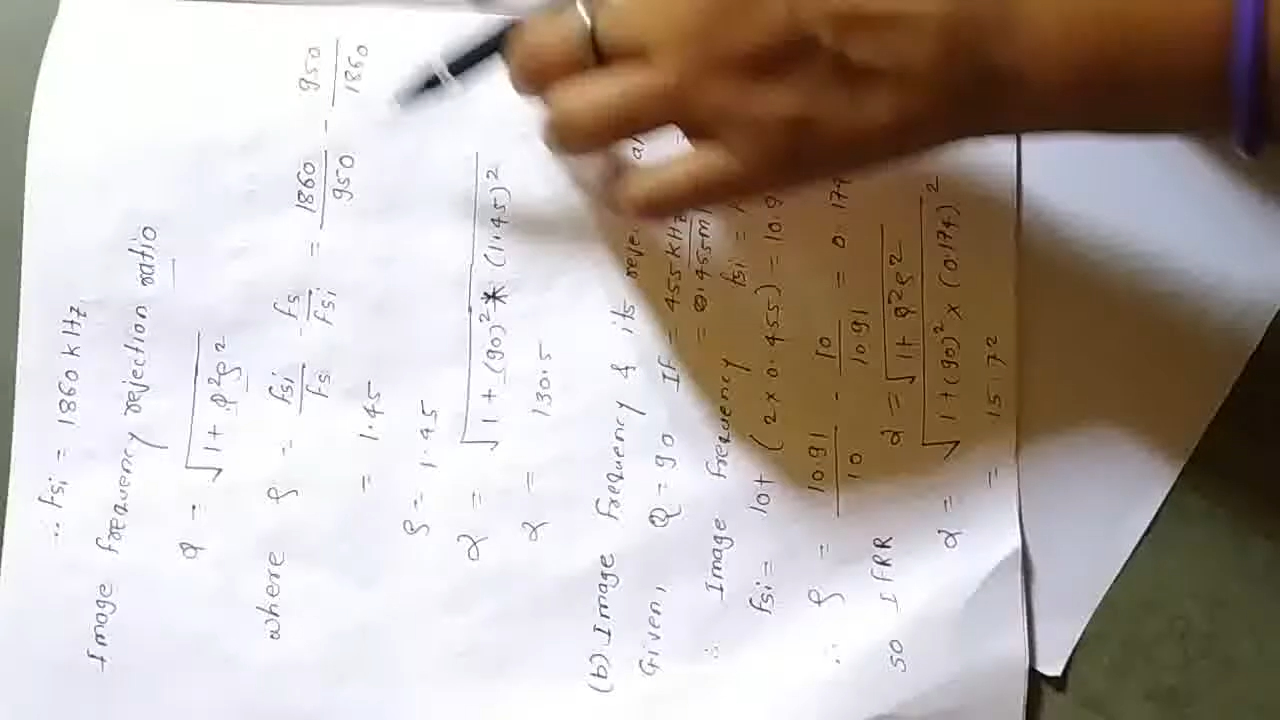 ∴ fsi = 1860 KHz
Image frequency rejection ratio
α = √(1 + Q²ρ²)
where ρ = fsi/fs - fs/fsi = 1860/950 - 950/1860
= 1.45
ρ = 1.45
α = √(1 + (90)² * (1.45)²)
α = 130.5
(b) Image frequency & its
Given, Q = 90 IF = 455 KHz
= 0.455M
∴ Image frequency fsi =
fsi = 10 + (2 x 0.455) = 10.9
∴ ρ = 10.91/10 - 10/10.91 = 0.174
so IFRR α = √(1 + Q²ρ²)
α = √(1 + (90)² x (0.174)²)
= 15.72